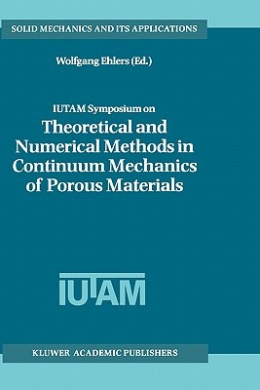 SOLID MECHANICS AND ITS APPLICATIONS
Wolfgang Ehlers (Ed.)
IUTAM Symposium on
Theoretical and
Numerical Methods in
Continuum Mechanics
of Porous Materials
IUTAM
KLUWER ACADEMIC PUBLISHERS